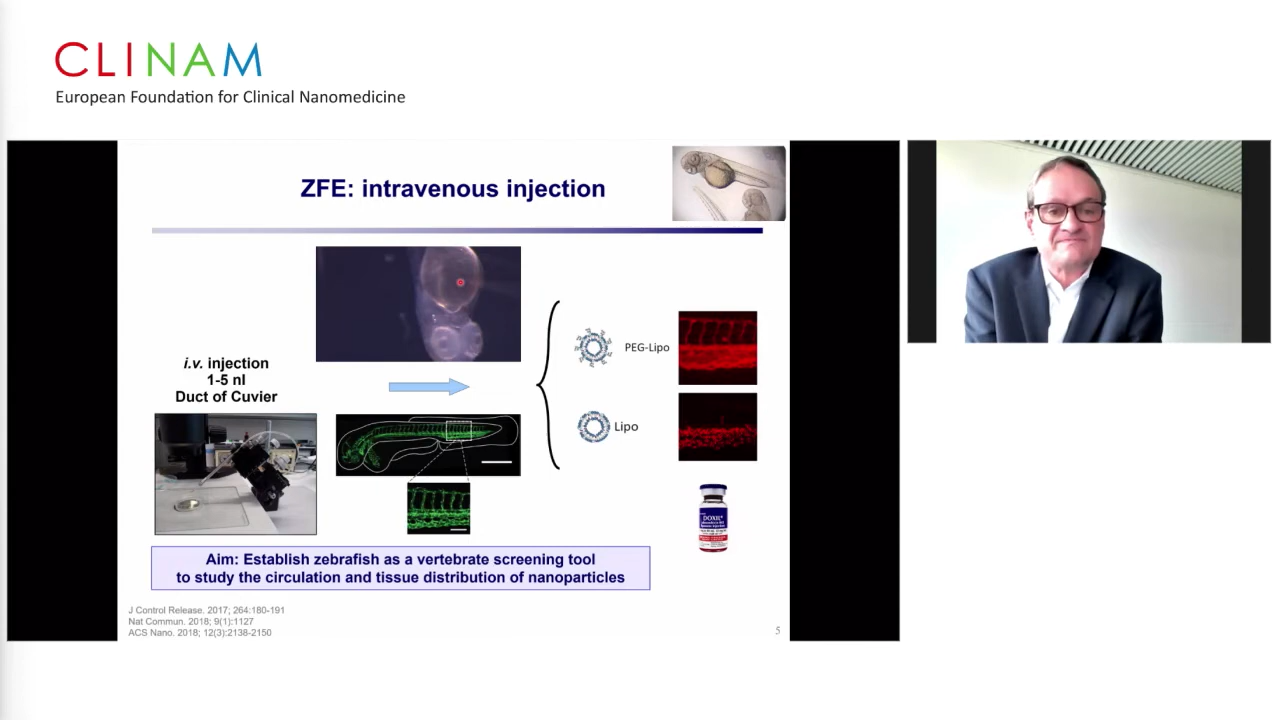 CLINAM
European Foundation for Clinical Nanomedicine
ZFE: intravenous injection
i.v. injection
1-5 nl
Duct of Cuvier
PEG-Lipo
Lipo
DOXIL
Aim: Establish zebrafish as a vertebrate screening tool
to study the circulation and tissue distribution of nanoparticles
J Control Release. 2017; 264:180-191
Nat Commun. 2018; 9(1):1127
ACS Nano. 2018; 12(3):2138-2150
5